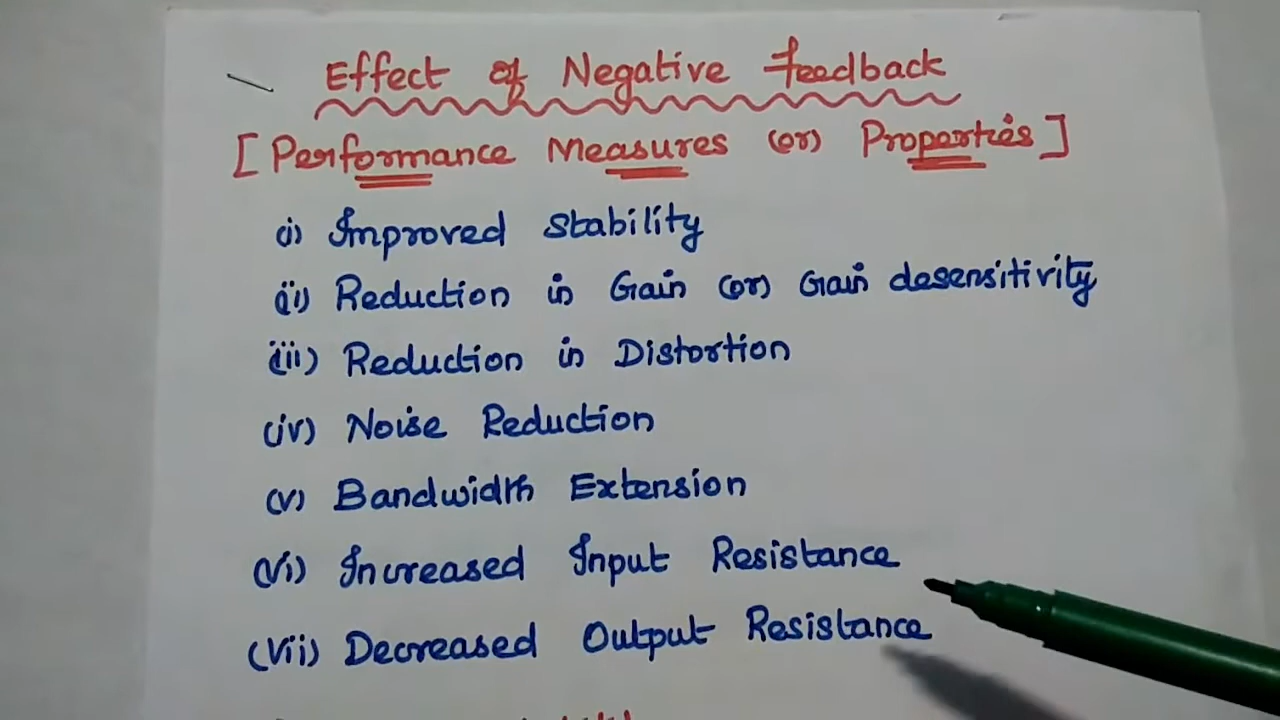 Effect of Negative Feedback
[Performance Measures (or) Properties]
(i) Improved Stability
(ii) Reduction in Gain (or) Gain desensitivity
(iii) Reduction in Distortion
(iv) Noise Reduction
(v) Bandwidth Extension
(vi) Increased Input Resistance
(vii) Decreased Output Resistance